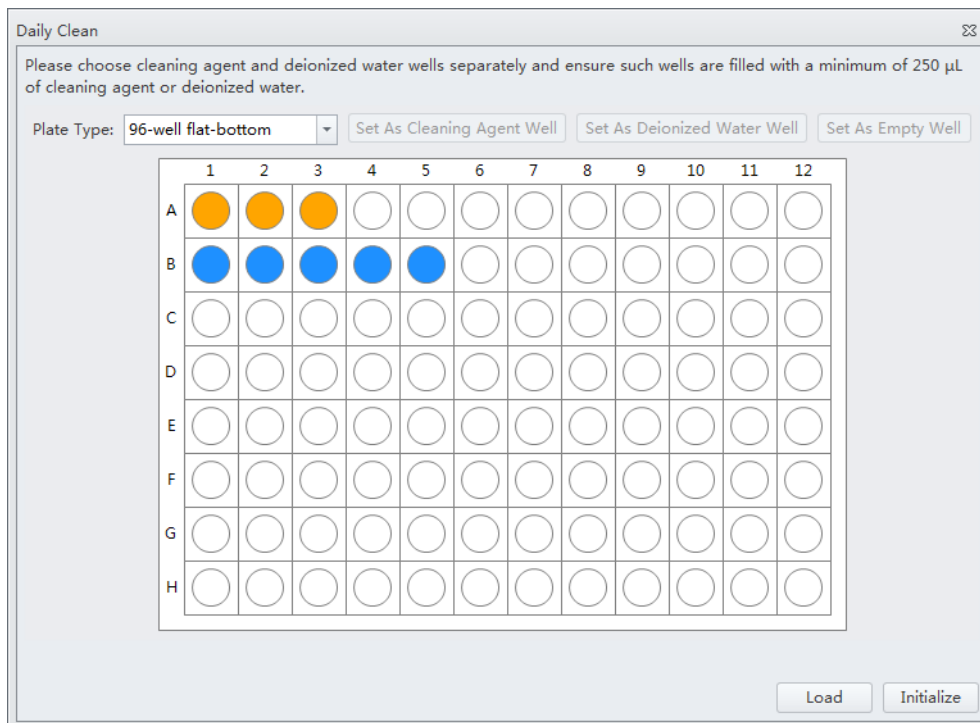 Daily Clean
Please choose cleaning agent and deionized water wells separately and ensure such wells are filled with a minimum of 250 μL
of cleaning agent or deionized water.
Plate Type: 96-well flat-bottom Set As Cleaning Agent Well Set As Deionized Water Well Set As Empty Well
1 2 3 4 5 6 7 8 9 10 11 12
A
B
C
D
E
F
G
H
Load Initialize